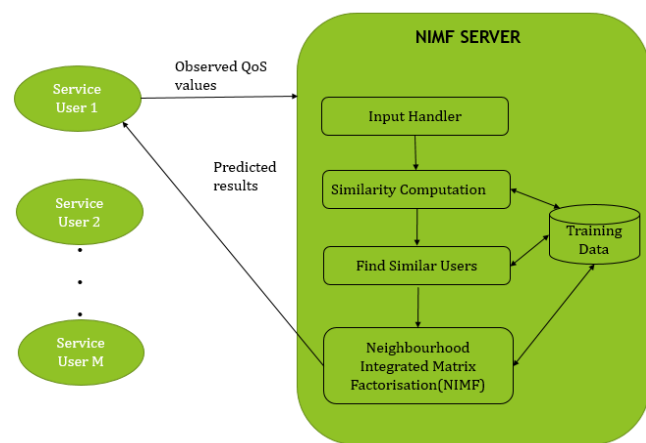 NIMF SERVER
Observed QoS
values
Service
User 1
Input Handler
Predicted
results
Similarity Computation
Service
User 2
Training
Data
Find Similar Users
Service
User M
Neighbourhood
Integrated Matrix
Factorisation(NIMF)